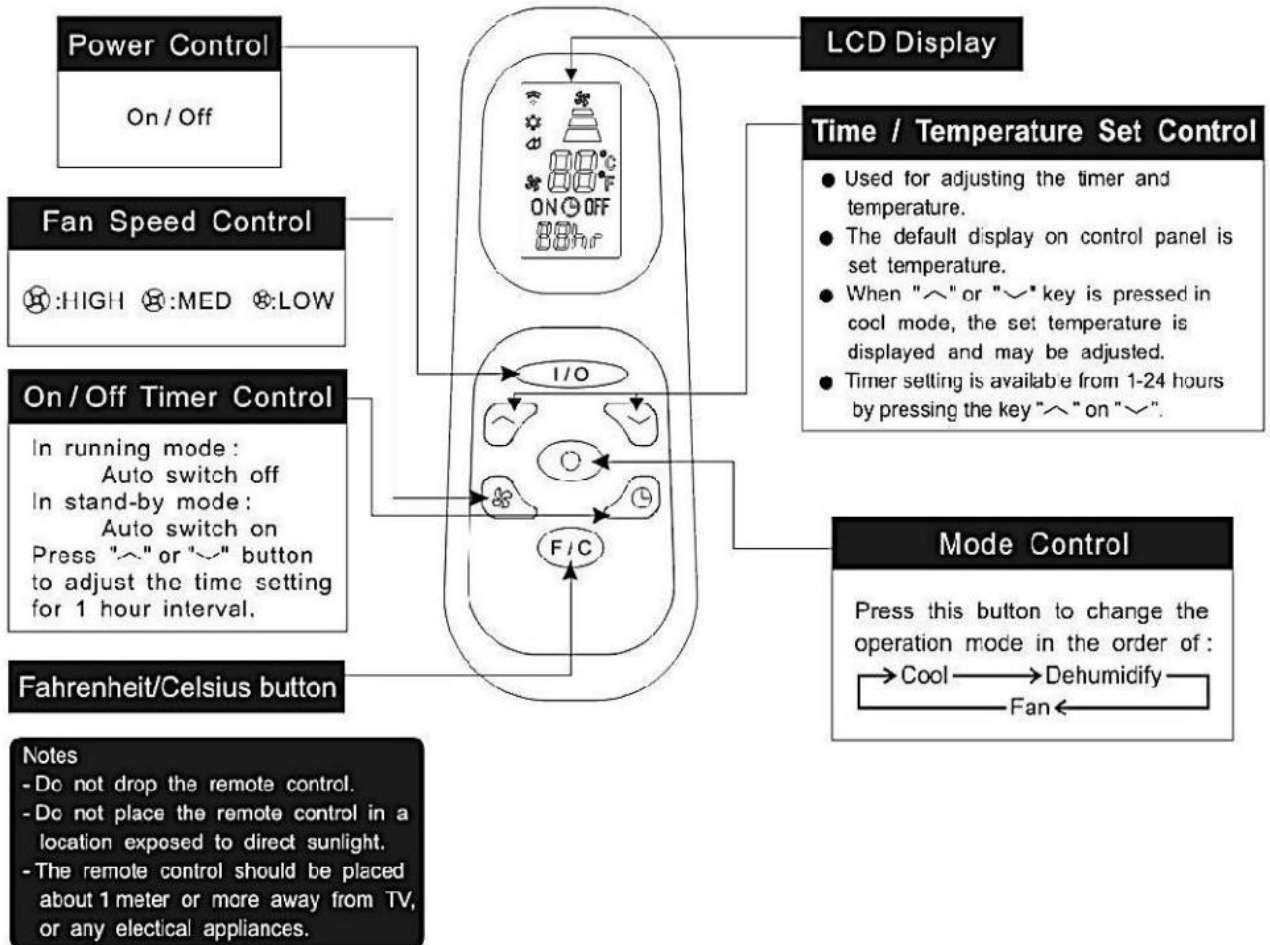 Power Control
On / Off
Fan Speed Control
:HIGH :MED :LOW
On / Off Timer Control
In running mode :
Auto switch off
In stand-by mode :
Auto switch on
Press "︿" or "﹀" button
to adjust the time setting
for 1 hour interval.
Fahrenheit/Celsius button
Notes
- Do not drop the remote control.
- Do not place the remote control in a
location exposed to direct sunlight.
- The remote control should be placed
about 1 meter or more away from TV,
or any electical appliances.
°C
88°F
ON OFF
88hr
I / O
F / C
LCD Display
Time / Temperature Set Control
● Used for adjusting the timer and
temperature.
● The default display on control panel is
set temperature.
● When "︿" or "﹀" key is pressed in
cool mode, the set temperature is
displayed and may be adjusted.
● Timer setting is available from 1-24 hours
by pressing the key "︿" on "﹀".
Mode Control
Press this button to change the
operation mode in the order of :
Cool → Dehumidify
Fan